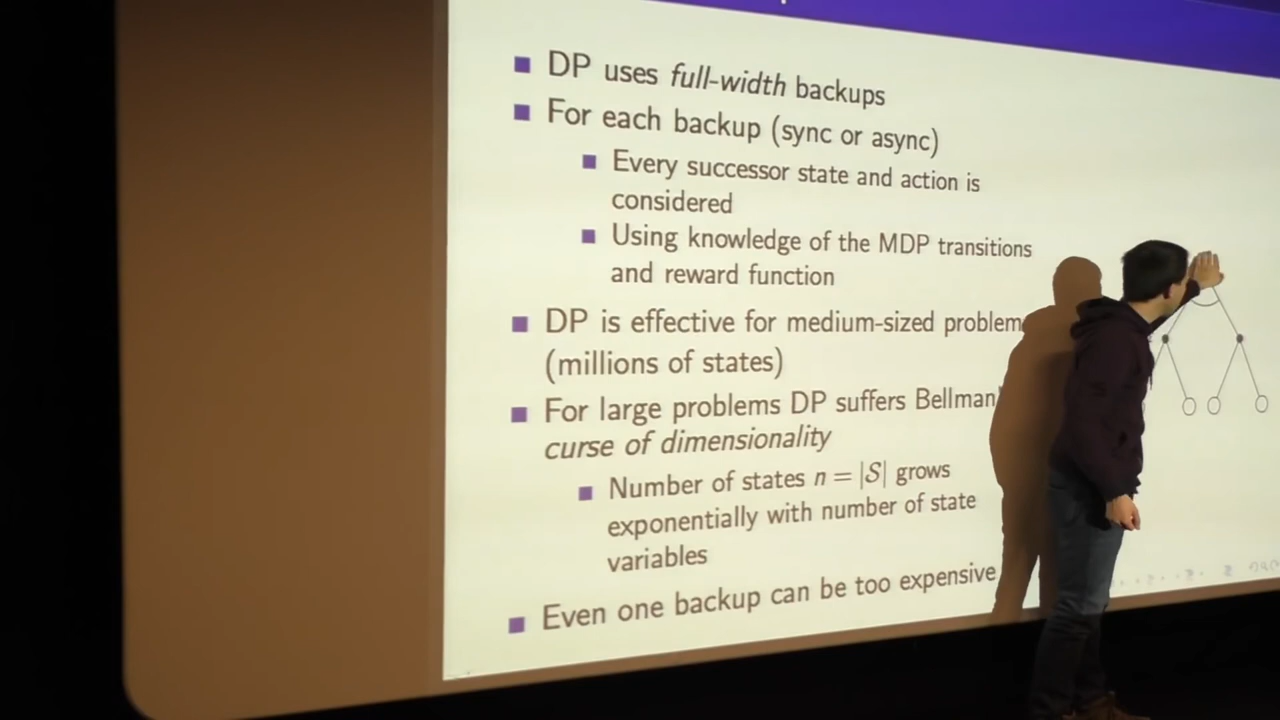 DP uses full-width backups
For each backup (sync or async)
Every successor state and action is
considered
Using knowledge of the MDP transitions
and reward function
DP is effective for medium-sized problem
(millions of states)
For large problems DP suffers Bellman'
curse of dimensionality
Number of states n = |S| grows
exponentially with number of state
variables
Even one backup can be too expensive